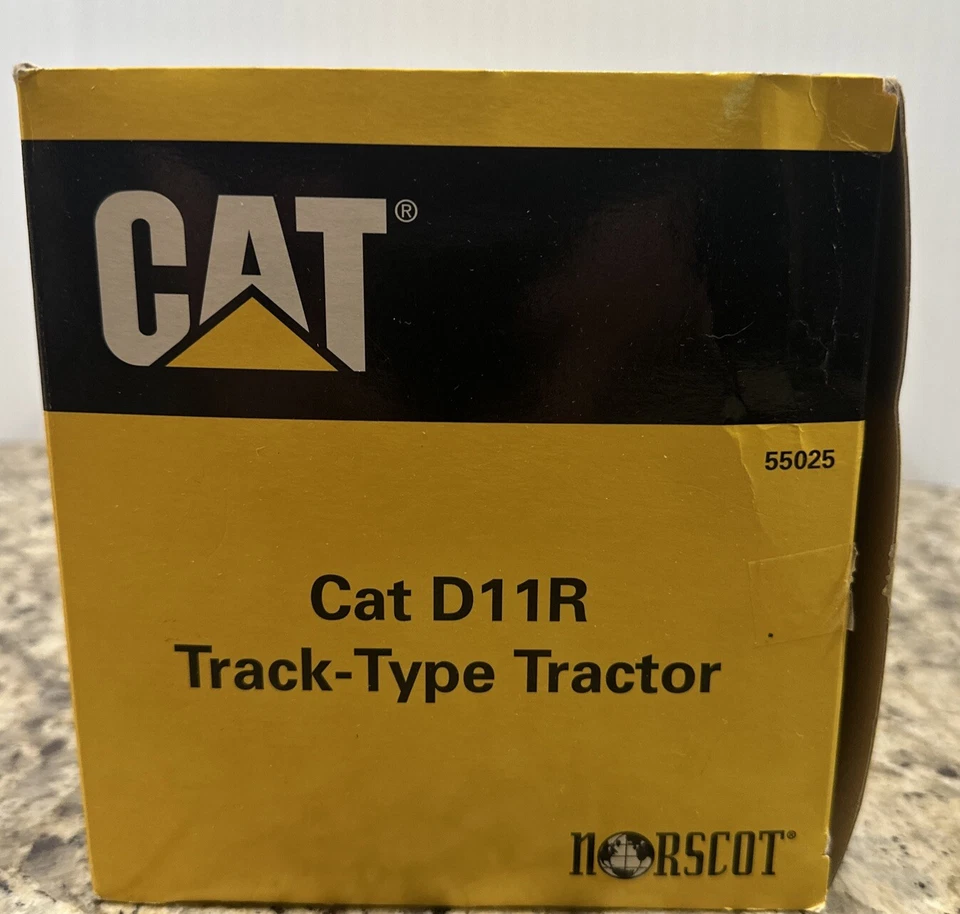 CAT®
55025
Cat D11R
Track-Type Tractor
NORSCOT®